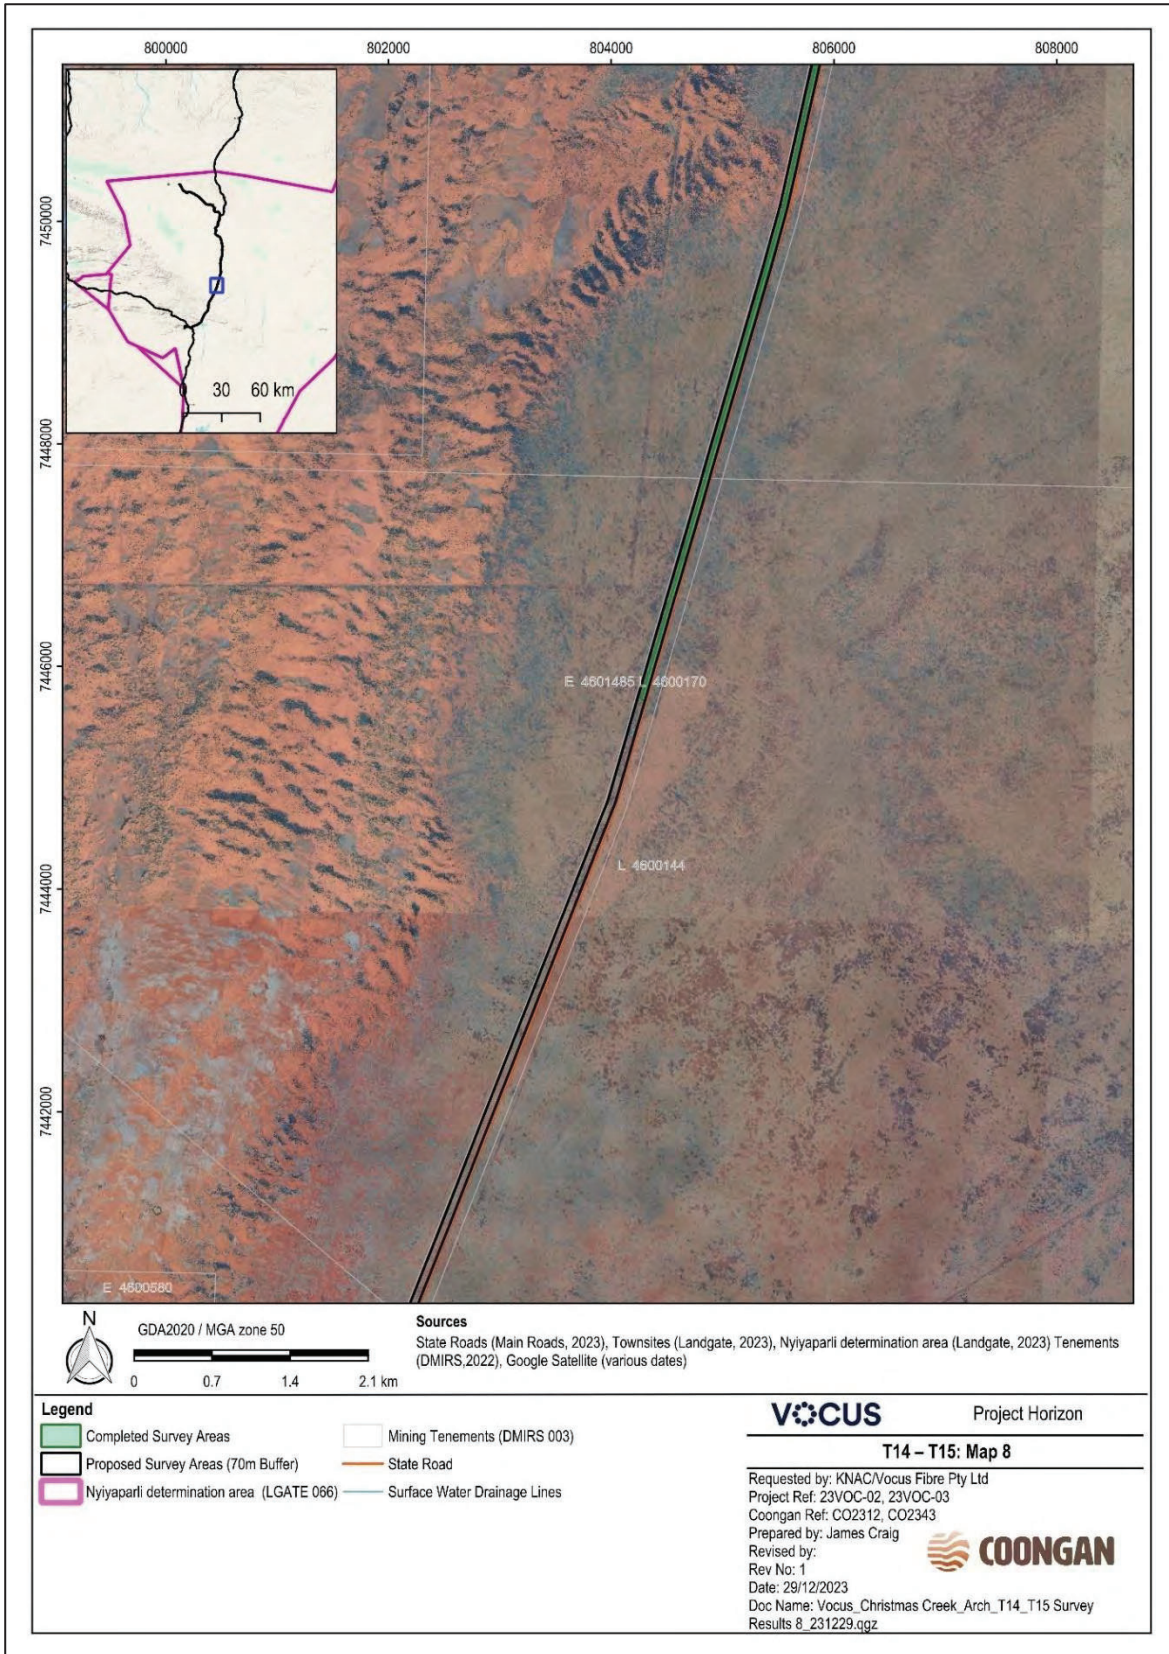 800000 802000 804000 806000 808000
7450000
7448000
7446000
7444000
7442000
0 30 60 km
E 4601485 L 4600170
L 4600144
E 4600580
N
GDA2020 / MGA zone 50
0 0.7 1.4 2.1 km
Sources
State Roads (Main Roads, 2023), Townsites (Landgate, 2023), Nyiyaparli determination area (Landgate, 2023) Tenements
(DMIRS,2022), Google Satellite (various dates)
Legend
Completed Survey Areas
Proposed Survey Areas (70m Buffer)
Nyiyaparli determination area (LGATE 066)
Mining Tenements (DMIRS 003)
State Road
Surface Water Drainage Lines
VOCUS
Project Horizon
T14 – T15: Map 8
Requested by: KNAC/Vocus Fibre Pty Ltd
Project Ref: 23VOC-02, 23VOC-03
Coongan Ref: CO2312, CO2343
Prepared by: James Craig
Revised by:
Rev No: 1
Date: 29/12/2023
Doc Name: Vocus_Christmas Creek_Arch_T14_T15 Survey
Results 8_231229.qgz
COONGAN